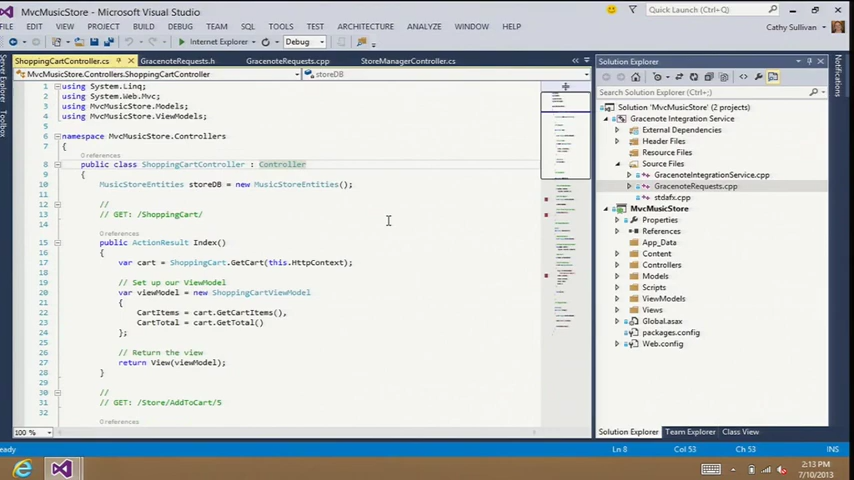 MvcMusicStore - Microsoft Visual Studio
Quick Launch (Ctrl+Q)
FILE EDIT VIEW PROJECT BUILD DEBUG TEAM SQL TOOLS TEST ARCHITECTURE ANALYZE WINDOW HELP
Cathy Sullivan
Internet Explorer
Debug
ShoppingCartController.cs
GracenoteRequests.h
GracenoteRequests.cpp
StoreManagerController.cs
MvcMusicStore.Controllers.ShoppingCartController
storeDB
Server Explorer
Toolbox
1 using System.Linq;
2 using System.Web.Mvc;
3 using MvcMusicStore.Models;
4 using MvcMusicStore.ViewModels;
5
6 namespace MvcMusicStore.Controllers
7 {
0 references
8 public class ShoppingCartController : Controller
9 {
10 MusicStoreEntities storeDB = new MusicStoreEntities();
11
12 //
13 // GET: /ShoppingCart/
14
0 references
15 public ActionResult Index()
16 {
17 var cart = ShoppingCart.GetCart(this.HttpContext);
18
19 // Set up our ViewModel
20 var viewModel = new ShoppingCartViewModel
21 {
22 CartItems = cart.GetCartItems(),
23 CartTotal = cart.GetTotal()
24 };
25
26 // Return the view
27 return View(viewModel);
28 }
29
30 //
31 // GET: /Store/AddToCart/5
32
0 references
100 %
Solution Explorer
Search Solution Explorer (Ctrl+;)
Solution 'MvcMusicStore' (2 projects)
Gracenote Integration Service
External Dependencies
Header Files
Resource Files
Source Files
GracenoteIntegrationService.cpp
GracenoteRequests.cpp
stdafx.cpp
MvcMusicStore
Properties
References
App_Data
Content
Controllers
Models
Scripts
ViewModels
Views
Global.asax
packages.config
Web.config
Solution Explorer Team Explorer Class View
Notifications
eady
Ln 8
Col 53
Ch 53
INS
2:13 PM
7/10/2013